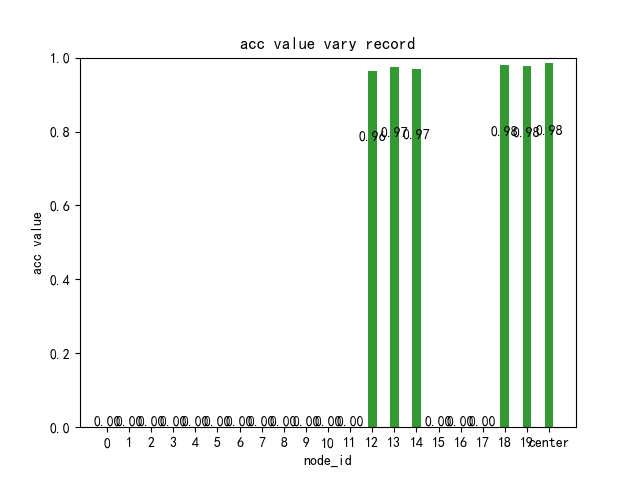 acc value vary record
1.0
0.8
0.6
0.4
0.2
0.0
acc value
0.96 0.97 0.97 0.98 0.98 0.98
0.00 0.00 0.00 0.00 0.00 0.00 0.00 0.00 0.00 0.00 0.00 0.00 0.00 0.00 0.00
0 1 2 3 4 5 6 7 8 9 10 11 12 13 14 15 16 17 18 19 center
node_id